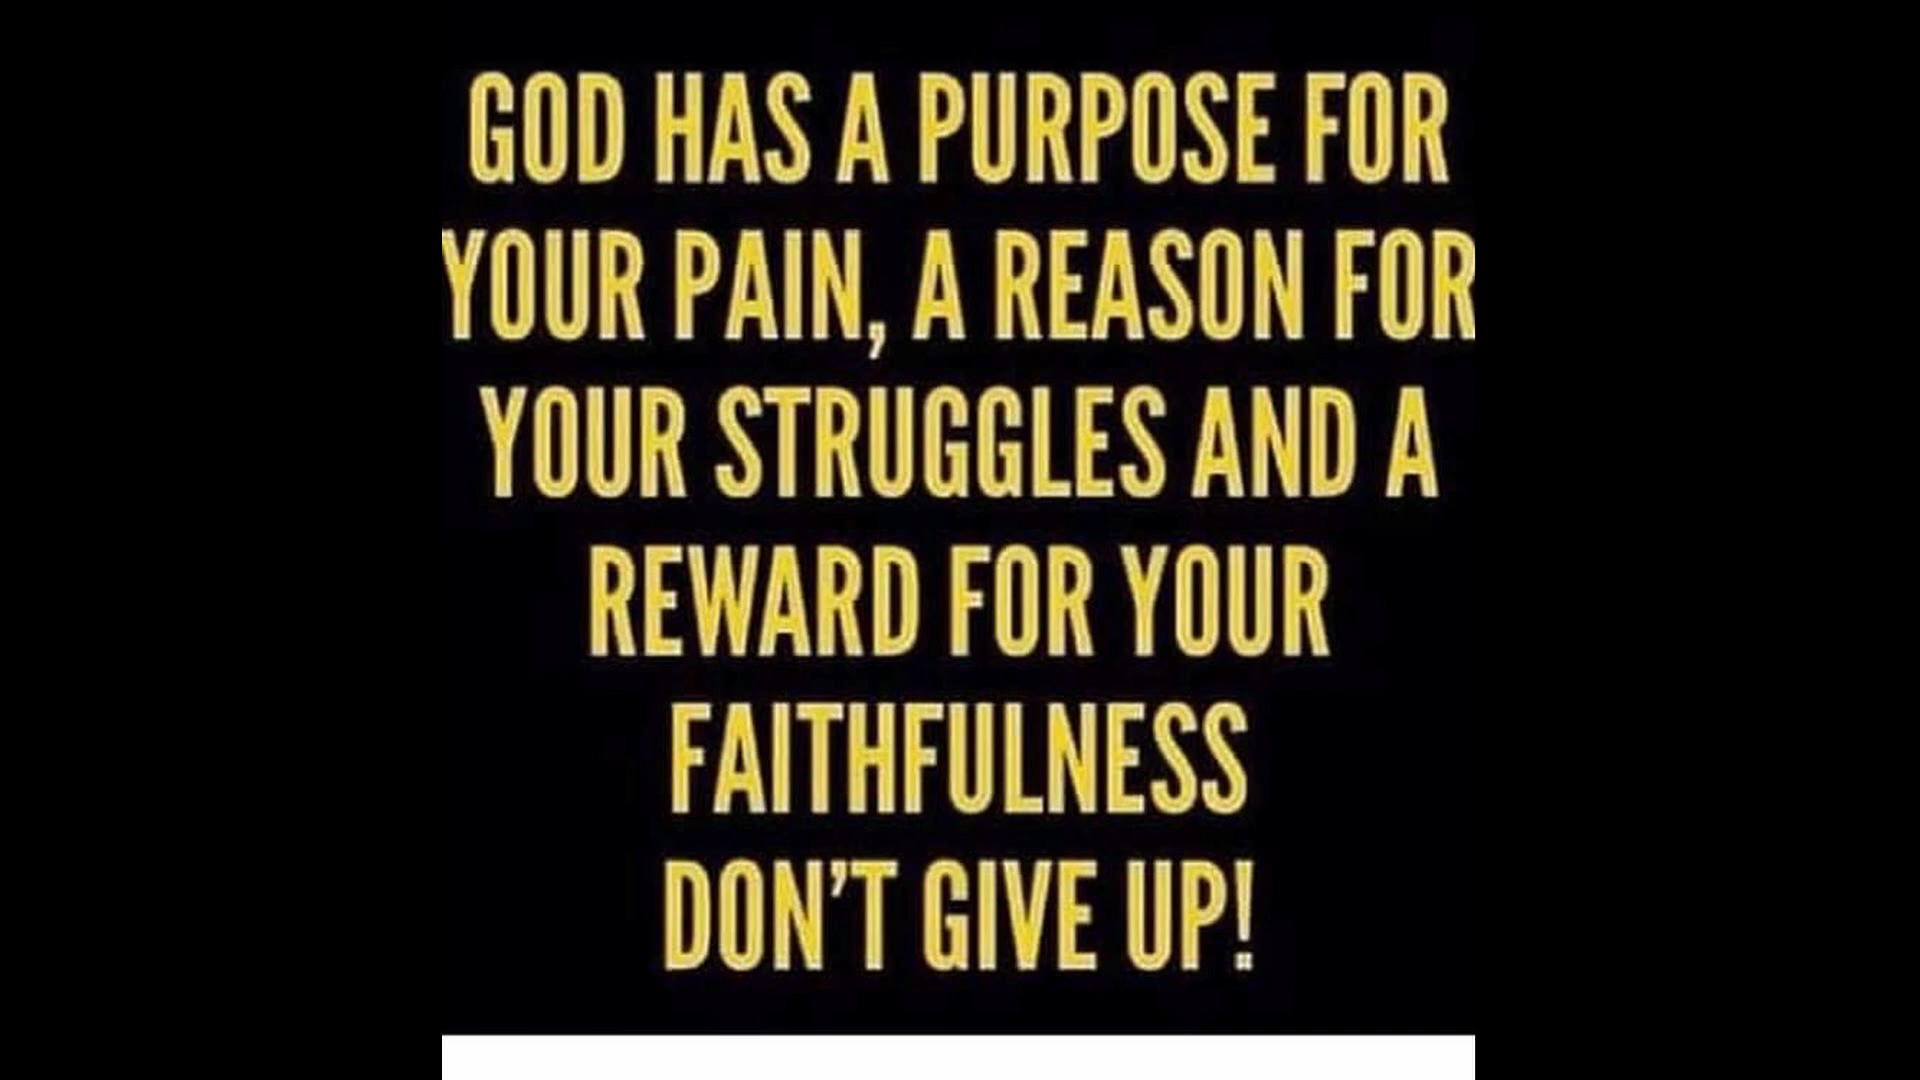 GOD HAS A PURPOSE FOR
YOUR PAIN, A REASON FOR
YOUR STRUGGLES AND A
REWARD FOR YOUR
FAITHFULNESS
DON'T GIVE UP!